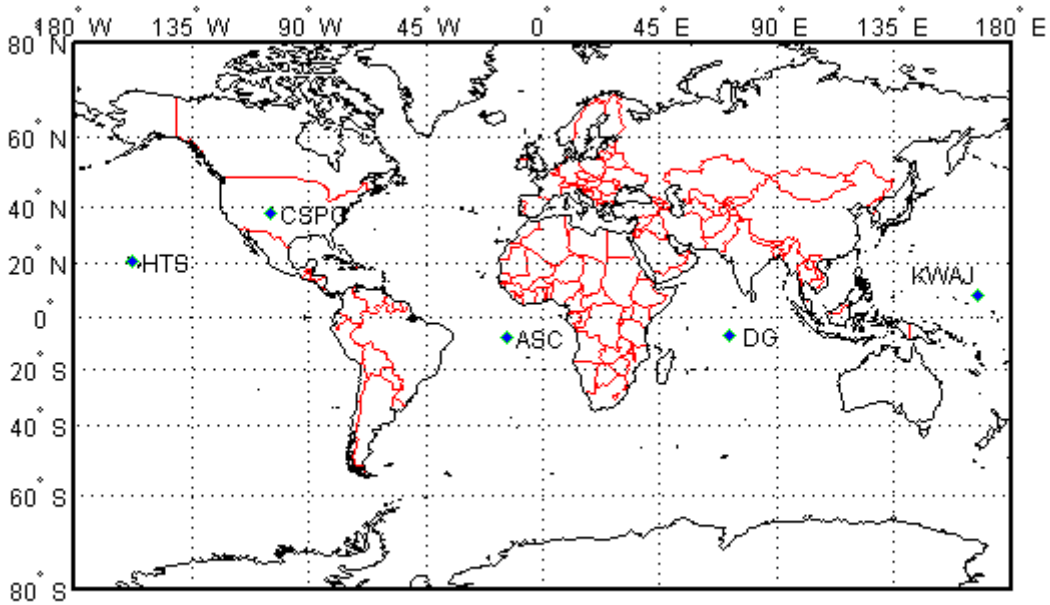 180° W 135° W 90° W 45° W 0° 45° E 90° E 135° E 180° E
80° N
60° N
40° N
CSPO
20° N
HTS
KWAJ
0°
ASC
DG
20° S
40° S
60° S
80° S